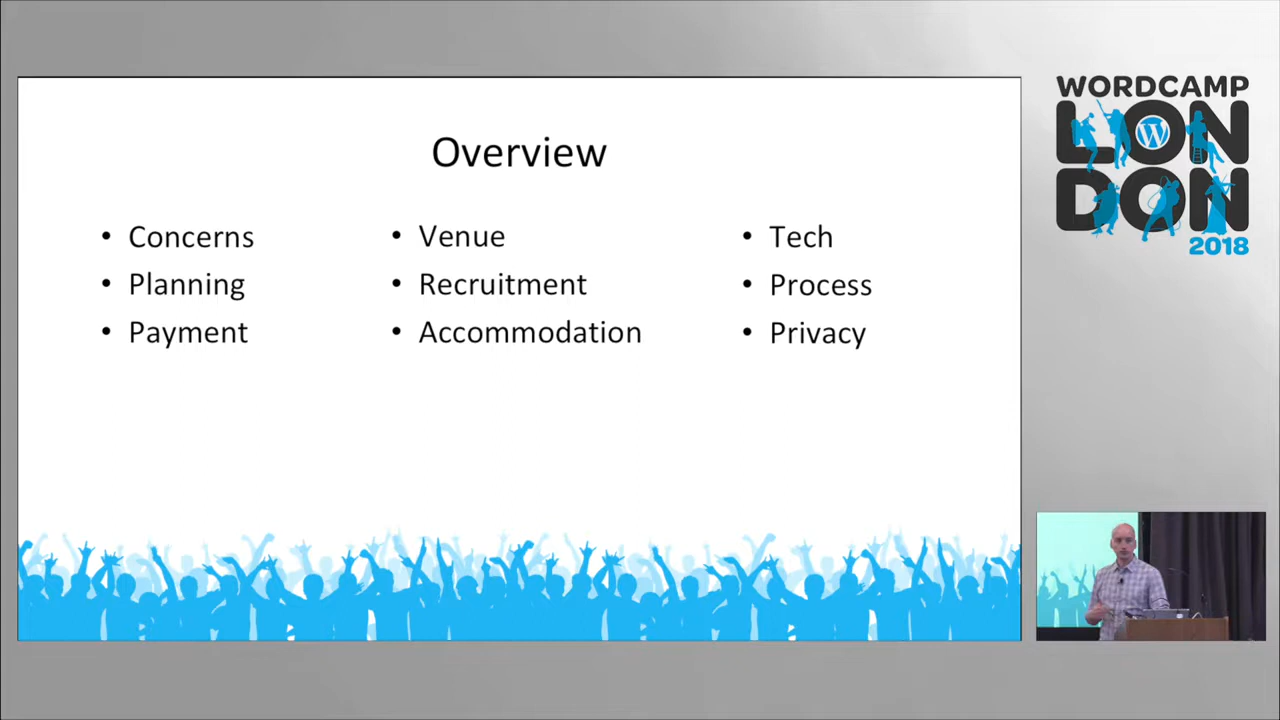 Overview
• Concerns
• Planning
• Payment
• Venue
• Recruitment
• Accommodation
• Tech
• Process
• Privacy
WORDCAMP
LON
DON
2018